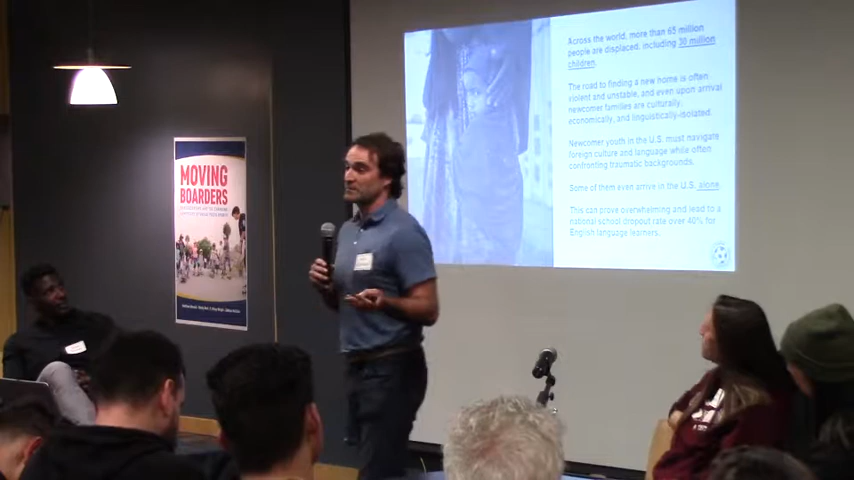 MOVING
BOARDERS
Across the world, more than 65 million
people are displaced, including 30 million
children.
The road to finding a new home is often
violent and unstable, and even upon arrival
newcomer families are culturally,
economically, and linguistically-isolated.
Newcomer youth in the U.S. must navigate
foreign culture and language while often
confronting traumatic backgrounds.
Some of them even arrive in the U.S. alone
This can prove overwhelming and lead to a
national school dropout rate over 40% for
English language learners.